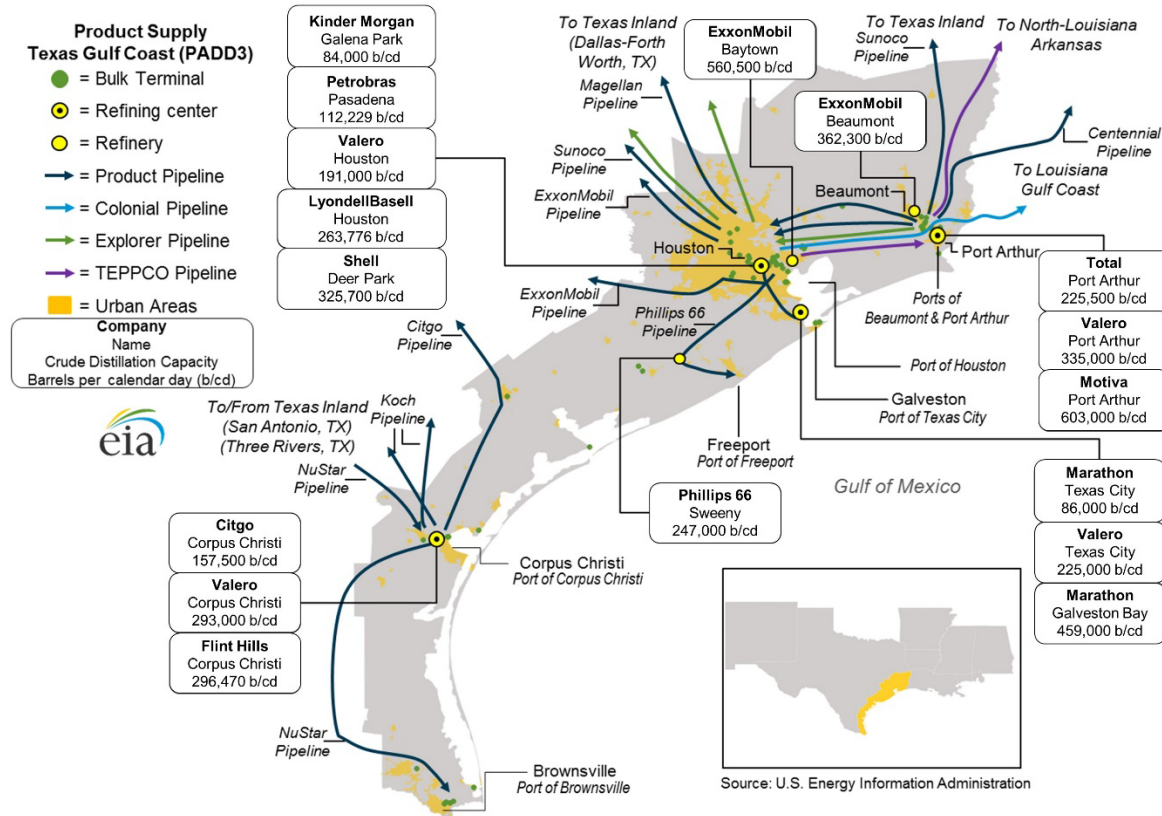 Product Supply
Texas Gulf Coast (PADD3)
= Bulk Terminal
= Refining center
= Refinery
= Product Pipeline
= Colonial Pipeline
= Explorer Pipeline
= TEPPCO Pipeline
= Urban Areas
Company
Name
Crude Distillation Capacity
Barrels per calendar day (b/cd)
eia
Kinder Morgan
Galena Park
84,000 b/cd
Petrobras
Pasadena
112,229 b/cd
Valero
Houston
191,000 b/cd
LyondellBasell
Houston
263,776 b/cd
Shell
Deer Park
325,700 b/cd
To Texas Inland
(Dallas-Forth
Worth, TX)
Magellan
Pipeline
Sunoco
Pipeline
ExxonMobil
Pipeline
ExxonMobil
Baytown
560,500 b/cd
ExxonMobil
Beaumont
362,300 b/cd
To Texas Inland
Sunoco
Pipeline
To North-Louisiana
Arkansas
Centennial
Pipeline
To Louisiana
Gulf Coast
Beaumont
Houston
Port Arthur
Ports of
Beaumont & Port Arthur
Port of Houston
Galveston
Port of Texas City
Total
Port Arthur
225,500 b/cd
Valero
Port Arthur
335,000 b/cd
Motiva
Port Arthur
603,000 b/cd
ExxonMobil
Pipeline
Phillips 66
Pipeline
Citgo
Pipeline
Freeport
Port of Freeport
Koch
Pipeline
To/From Texas Inland
(San Antonio, TX)
(Three Rivers, TX)
NuStar
Pipeline
Phillips 66
Sweeny
247,000 b/cd
Gulf of Mexico
Marathon
Texas City
86,000 b/cd
Valero
Texas City
225,000 b/cd
Marathon
Galveston Bay
459,000 b/cd
Citgo
Corpus Christi
157,500 b/cd
Valero
Corpus Christi
293,000 b/cd
Flint Hills
Corpus Christi
296,470 b/cd
Corpus Christi
Port of Corpus Christi
NuStar
Pipeline
Brownsville
Port of Brownsville
Source: U.S. Energy Information Administration